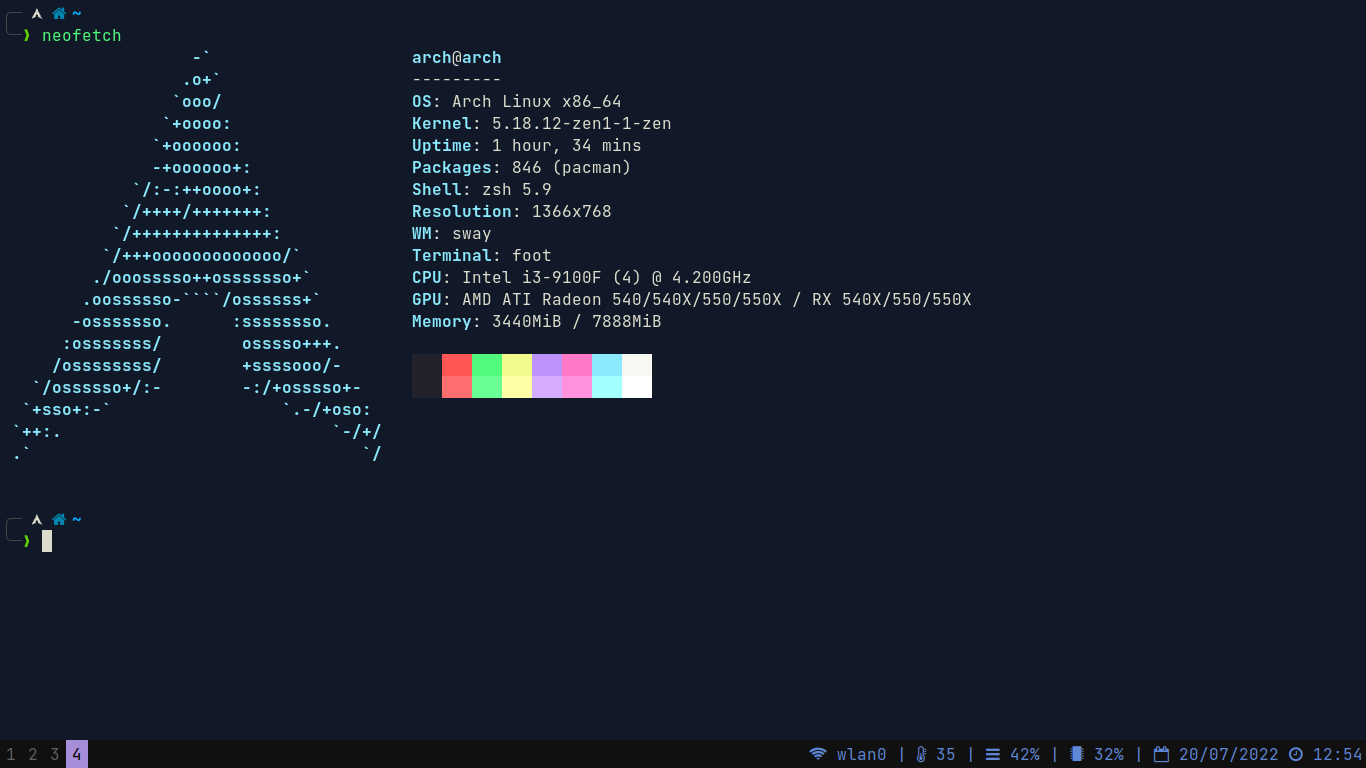 ~
❯ neofetch
-`
.o+`
`ooo/
`+oooo:
`+oooooo:
-+oooooo+:
`/:-:++oooo+:
`/++++/+++++++:
`/++++++++++++++:
`/+++ooooooooooooo/`
./ooosssso++osssssso+`
.oossssso-````/ossssss+`
-osssssso.      :ssssssso.
:osssssss/        osssso+++.
/ossssssss/        +ssssooo/-
`/ossssso+/:-        -:/+osssso+-
`+sso+:-`                 `.-/+oso:
`++:.                           `-/+/
.`                                 `/
arch@arch
---------
OS: Arch Linux x86_64
Kernel: 5.18.12-zen1-1-zen
Uptime: 1 hour, 34 mins
Packages: 846 (pacman)
Shell: zsh 5.9
Resolution: 1366x768
WM: sway
Terminal: foot
CPU: Intel i3-9100F (4) @ 4.200GHz
GPU: AMD ATI Radeon 540/540X/550/550X / RX 540X/550/550X
Memory: 3440MiB / 7888MiB
~
❯
1 2 3 4 wlan0 | 35 | 42% | 32% | 20/07/2022 12:54